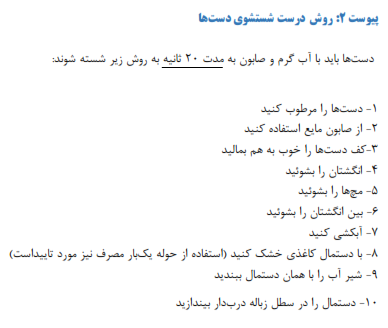 پیوست ۲: روش درست شستشوی دست‌ها
دست‌ها باید با آب گرم و صابون به مدت ۲۰ ثانیه به روش زیر شسته شوند:
۱- دست‌ها را مرطوب کنید
۲- از صابون مایع استفاده کنید
۳-کف دست‌ها را خوب به هم بمالید
۴- انگشتان را بشوئید
۵- مچ‌ها را بشوئید
۶- بین انگشتان را بشوئید
۷- آبکشی کنید
۸- با دستمال کاغذی خشک کنید (استفاده از حوله یک‌بار مصرف نیز مورد تاییداست)
۹- شیر آب را با همان دستمال ببندید
۱۰- دستمال را در سطل زباله درب‌دار بیندازید